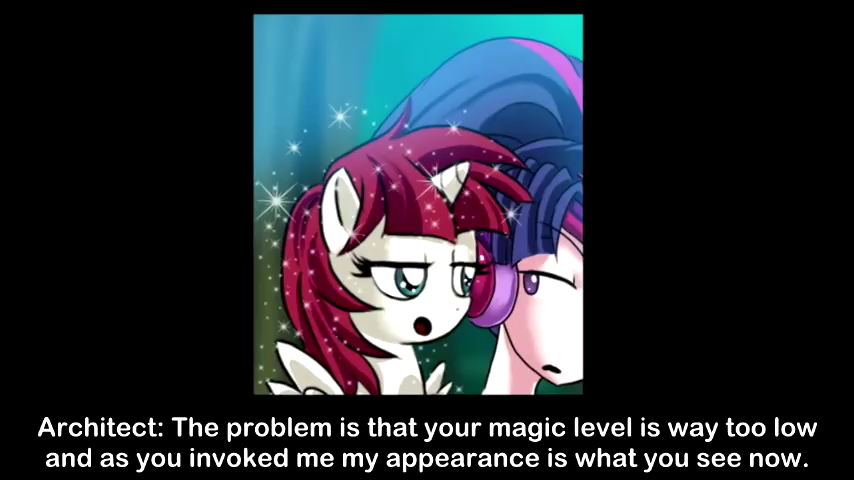 Architect: The problem is that your magic level is way too low
and as you invoked me my appearance is what you see now.